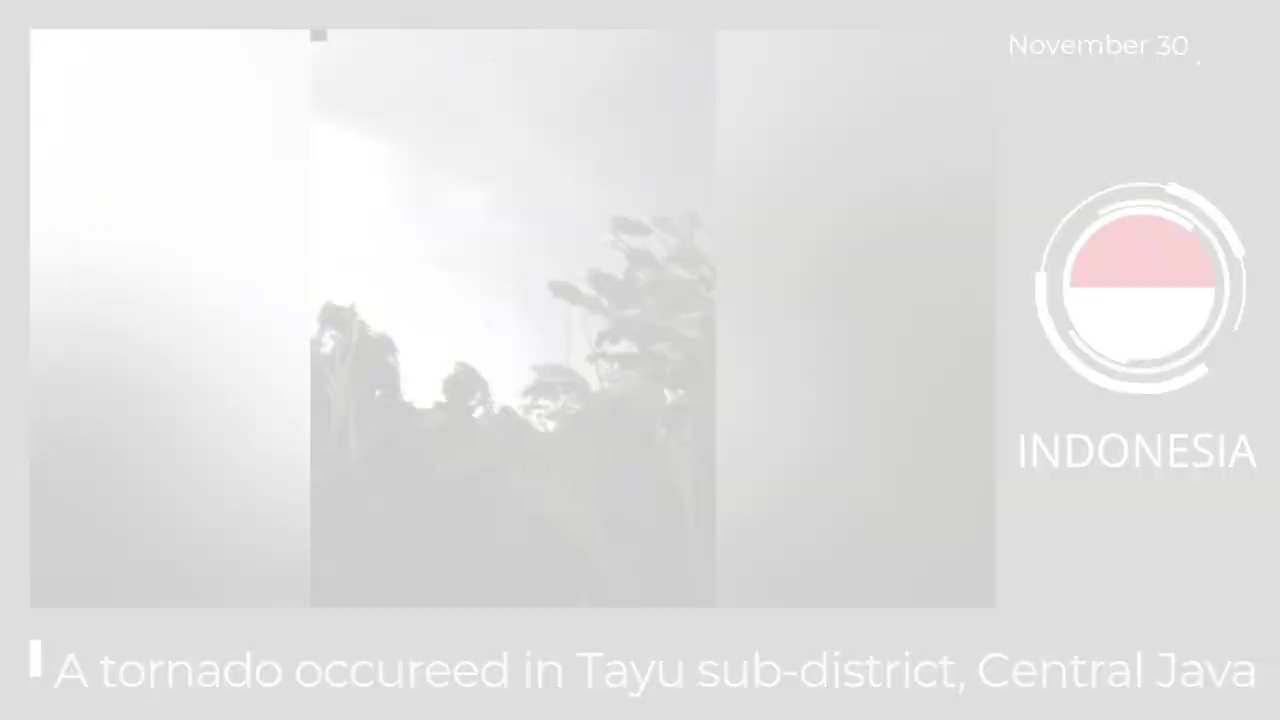 November 30
INDONESIA
A tornado occureed in Tayu sub-district, Central Java